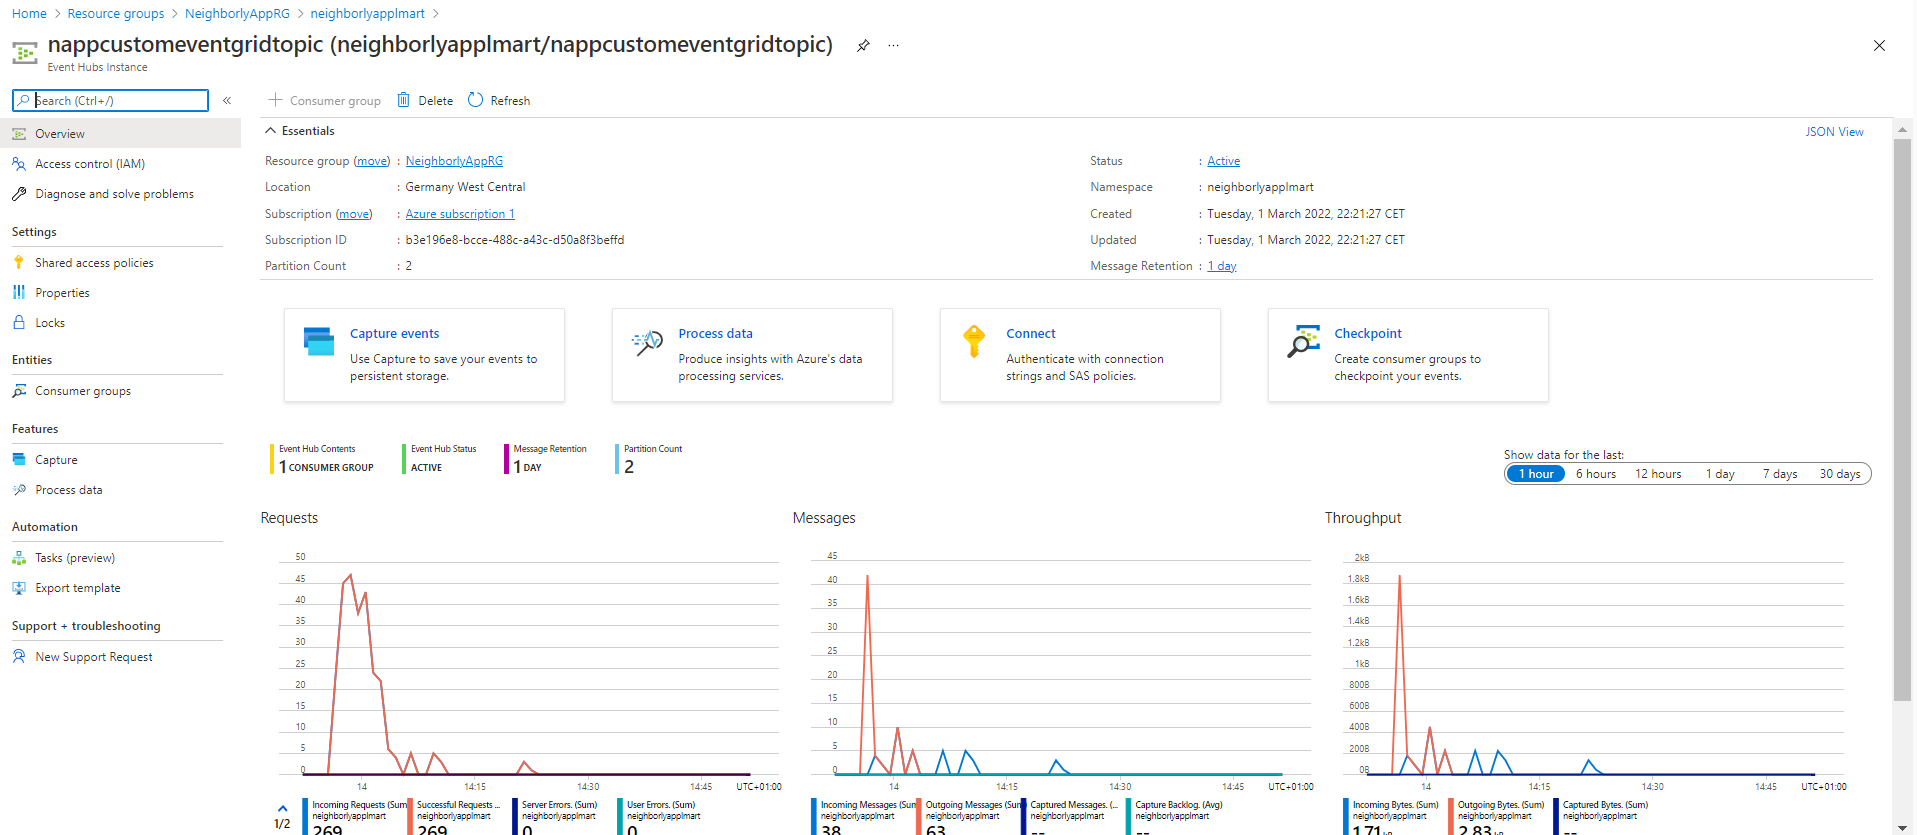 Home > Resource groups > NeighborlyAppRG > neighborlyapplmart >
nappcustomeventgridtopic (neighborlyapplmart/nappcustomeventgridtopic)
Event Hubs Instance
Search (Ctrl+/)
Overview
Access control (IAM)
Diagnose and solve problems
Settings
Shared access policies
Properties
Locks
Entities
Consumer groups
Features
Capture
Process data
Automation
Tasks (preview)
Export template
Support + troubleshooting
New Support Request
Consumer group Delete Refresh
Essentials JSON View
Resource group (move) : NeighborlyAppRG
Location : Germany West Central
Subscription (move) : Azure subscription 1
Subscription ID : b3e196e8-bcce-488c-a43c-d50a8f3beffd
Partition Count : 2
Status : Active
Namespace : neighborlyapplmart
Created : Tuesday, 1 March 2022, 22:21:27 CET
Updated : Tuesday, 1 March 2022, 22:21:27 CET
Message Retention : 1 day
Capture events
Use Capture to save your events to
persistent storage.
Process data
Produce insights with Azure's data
processing services.
Connect
Authenticate with connection
strings and SAS policies.
Checkpoint
Create consumer groups to
checkpoint your events.
Event Hub Contents
1 CONSUMER GROUP
Event Hub Status
ACTIVE
Message Retention
1 DAY
Partition Count
2
Show data for the last:
1 hour 6 hours 12 hours 1 day 7 days 30 days
Requests
50
45
40
35
30
25
20
15
10
5
0
14 14:15 14:30 14:45 UTC+01:00
1/2
Incoming Requests (Sum)
neighborlyapplmart
269
Successful Requests ...
neighborlyapplmart
269
Server Errors. (Sum)
neighborlyapplmart
0
User Errors. (Sum)
neighborlyapplmart
0
Messages
45
40
35
30
25
20
15
10
5
0
14 14:15 14:30 14:45 UTC+01:00
Incoming Messages (Sum)
neighborlyapplmart
38
Outgoing Messages (Sum)
neighborlyapplmart
63
Captured Messages. (...
neighborlyapplmart
--
Capture Backlog. (Avg)
neighborlyapplmart
--
Throughput
2kB
1.8kB
1.6kB
1.4kB
1.2kB
1kB
800B
600B
400B
200B
0B
14 14:15 14:30 14:45 UTC+01:00
Incoming Bytes. (Sum)
neighborlyapplmart
1.71 kB
Outgoing Bytes. (Sum)
neighborlyapplmart
2.83 kB
Captured Bytes. (Sum)
neighborlyapplmart
--